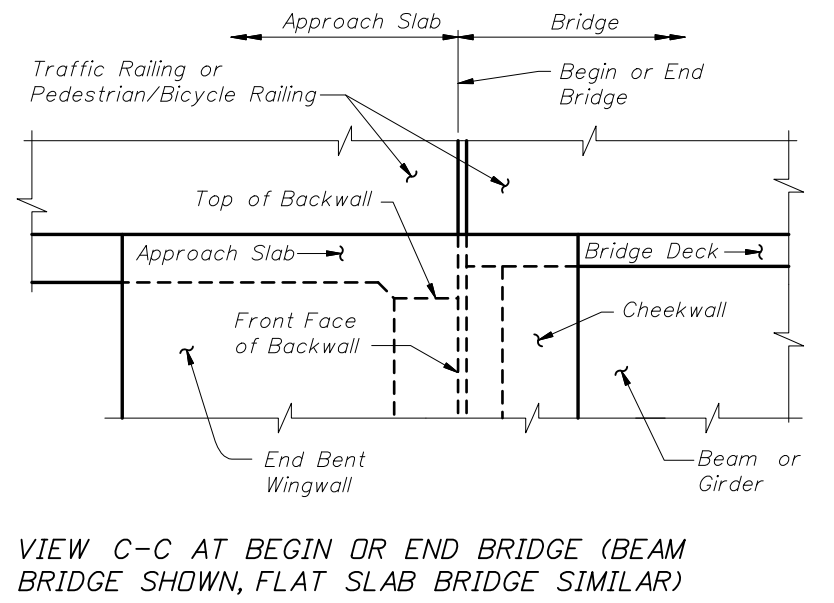 Approach Slab
Bridge
Traffic Railing or
Pedestrian/Bicycle Railing
Begin or End
Bridge
Top of Backwall
Approach Slab
Bridge Deck
Front Face
of Backwall
Cheekwall
End Bent
Wingwall
Beam or
Girder
VIEW C-C AT BEGIN OR END BRIDGE (BEAM
BRIDGE SHOWN, FLAT SLAB BRIDGE SIMILAR)